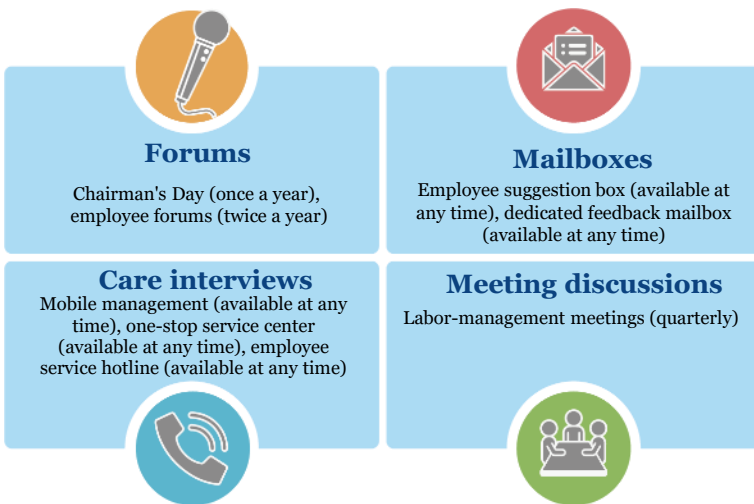 Forums
Chairman's Day (once a year),
employee forums (twice a year)
Mailboxes
Employee suggestion box (available at
any time), dedicated feedback mailbox
(available at any time)
Care interviews
Mobile management (available at any
time), one-stop service center
(available at any time), employee
service hotline (available at any time)
Meeting discussions
Labor-management meetings (quarterly)